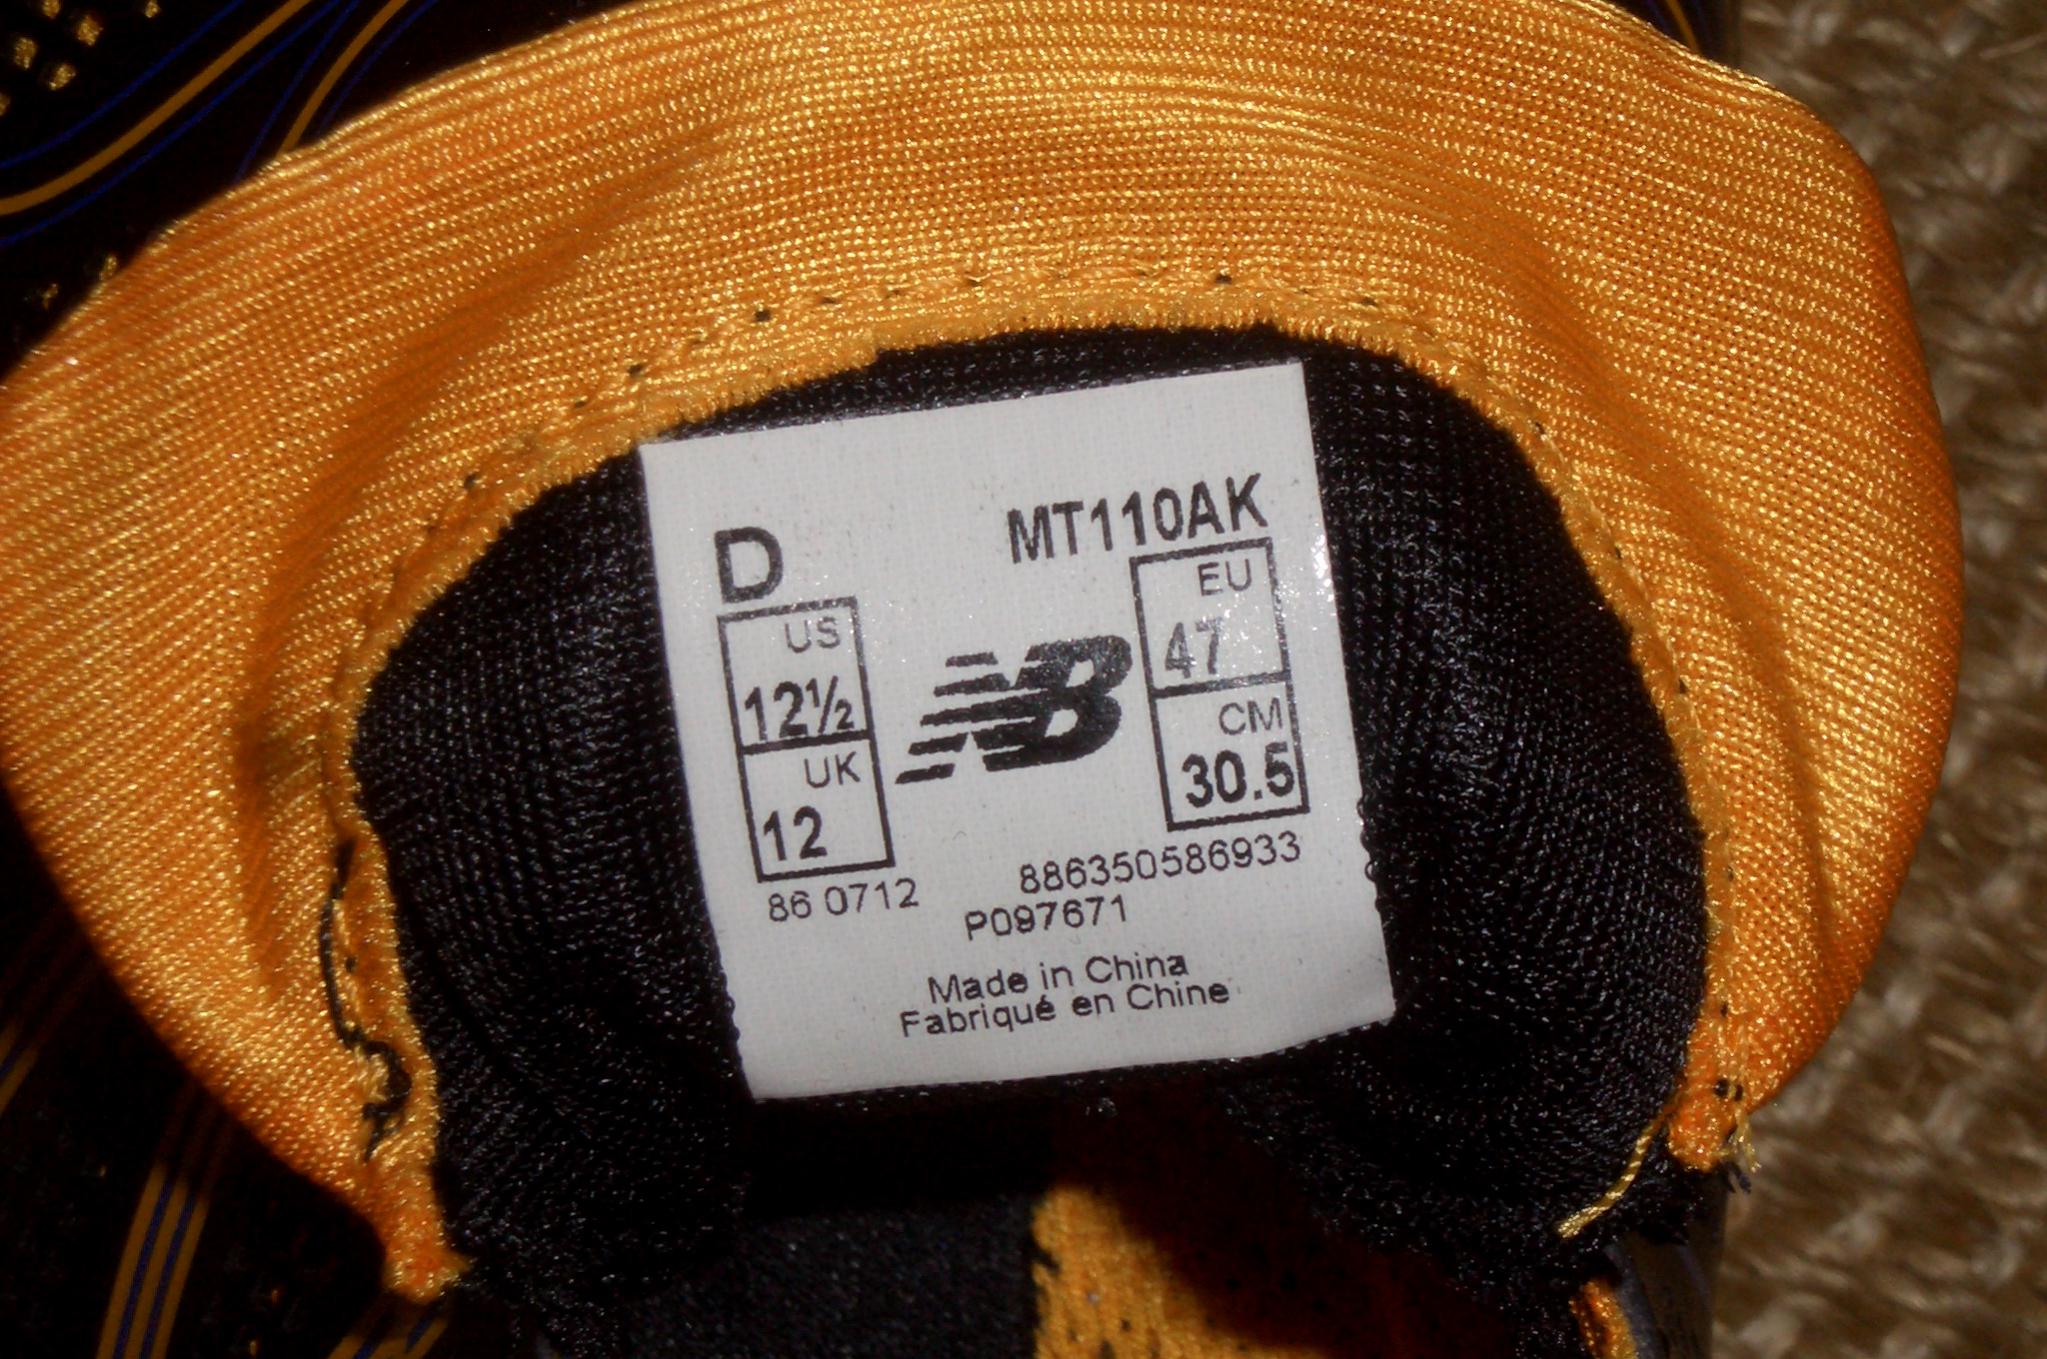 D MT110AK
US EU
12½ 47
NB
UK CM
12 30.5
86 0712 886350586933
P097671
Made in China
Fabriqué en Chine